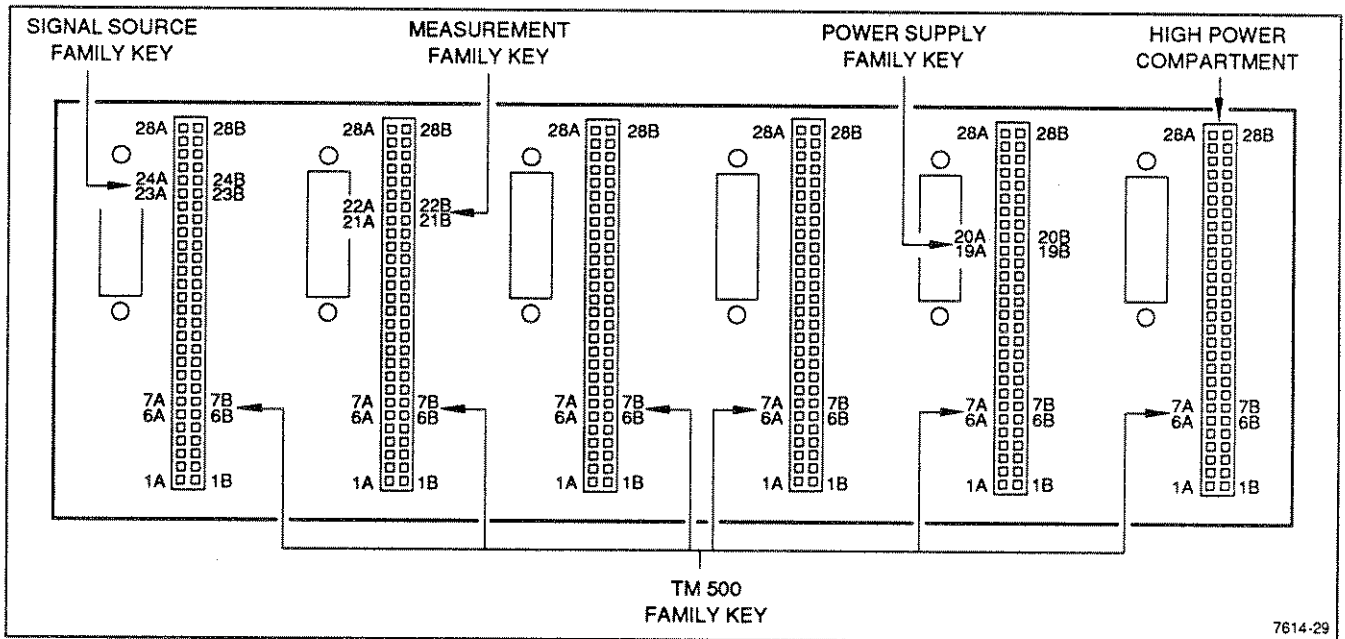 SIGNAL SOURCE
FAMILY KEY
MEASUREMENT
FAMILY KEY
POWER SUPPLY
FAMILY KEY
HIGH POWER
COMPARTMENT
28A 28B 28A 28B 28A 28B 28A 28B 28A 28B 28A 28B
24A 24B
23A 23B
22A 22B
21A 21B
20A 20B
19A 19B
7A 7B 7A 7B 7A 7B 7A 7B 7A 7B 7A 7B
6A 6B 6A 6B 6A 6B 6A 6B 6A 6B 6A 6B
1A 1B 1A 1B 1A 1B 1A 1B 1A 1B 1A 1B
TM 500
FAMILY KEY
7614-29